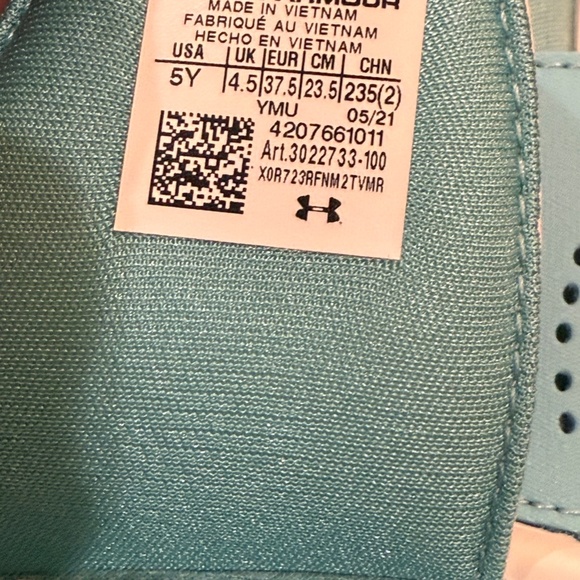 ARMOUR
MADE IN VIETNAM
FABRIQUÉ AU VIETNAM
HECHO EN VIETNAM
USA UK EUR CM CHN
5Y 4.5 37.5 23.5 235(2)
YMU 05/21
4207661011
Art.3022733-100
X0R723RFNM2TVMR